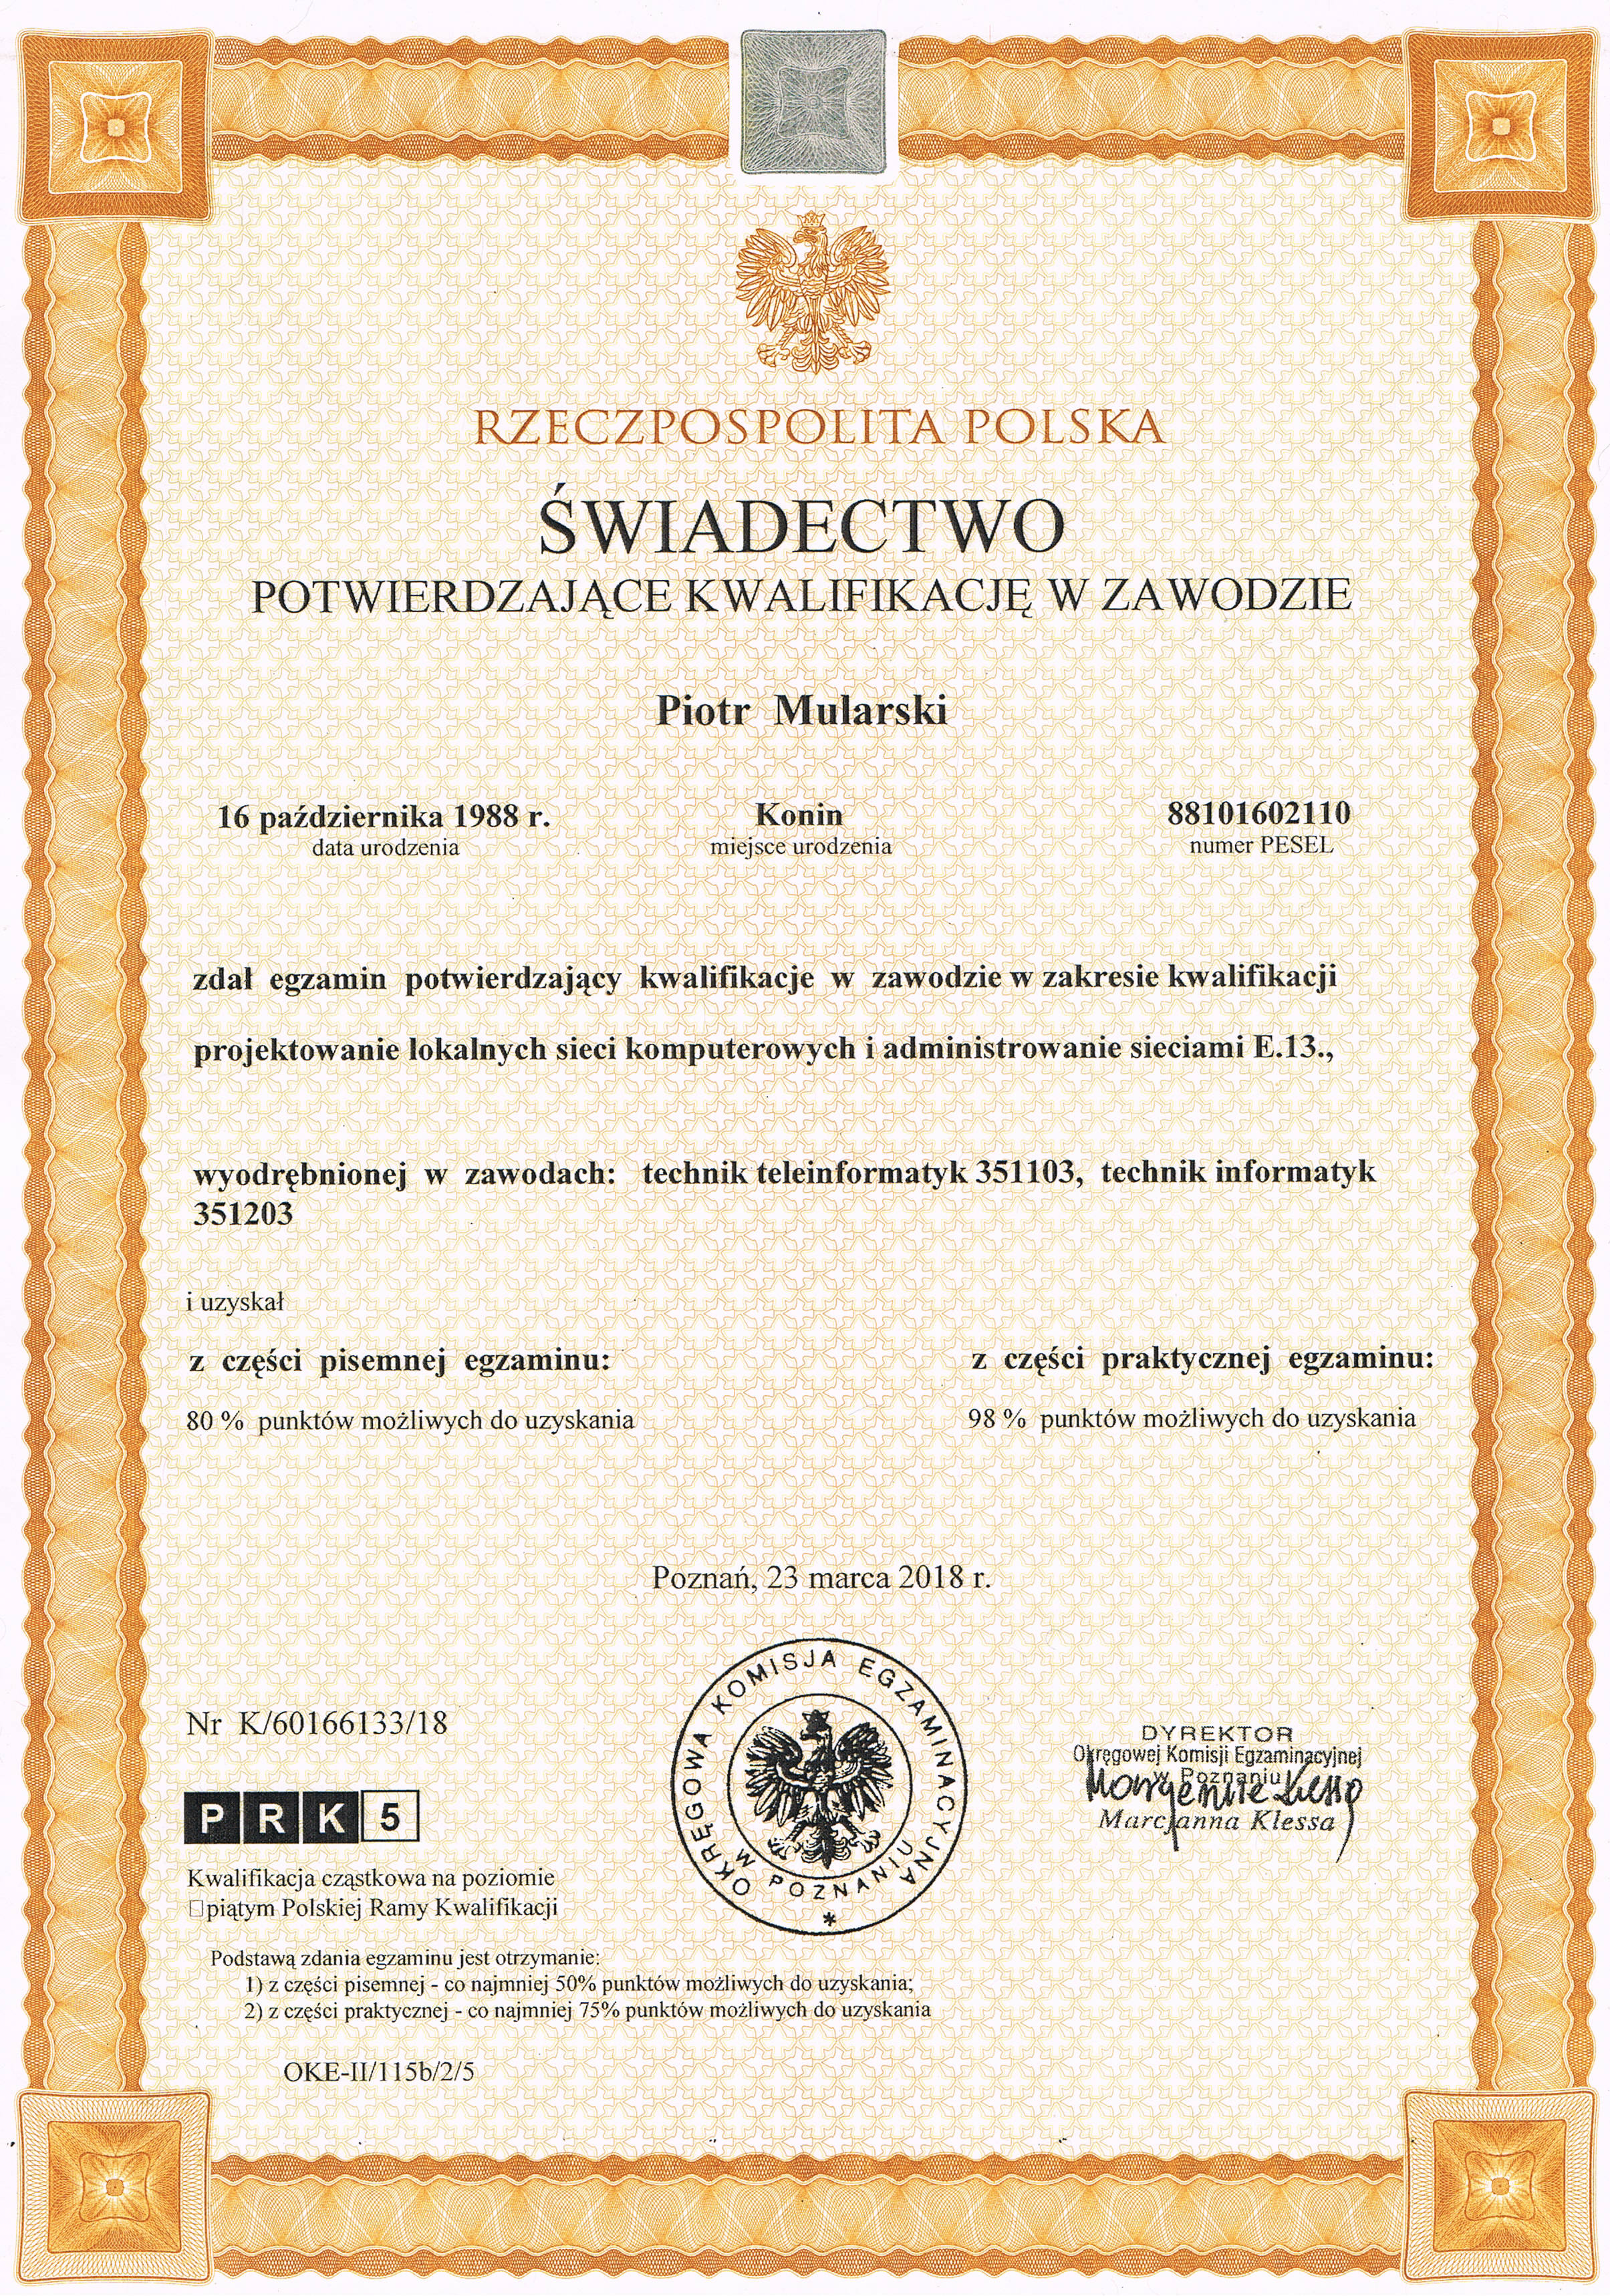 RZECZPOSPOLITA POLSKA
ŚWIADECTWO
POTWIERDZAJĄCE KWALIFIKACJĘ W ZAWODZIE
Piotr Mularski
16 października 1988 r. Konin 88101602110
data urodzenia miejsce urodzenia numer PESEL
zdał egzamin potwierdzający kwalifikacje w zawodzie w zakresie kwalifikacji
projektowanie lokalnych sieci komputerowych i administrowanie sieciami E.13.,
wyodrębnionej w zawodach: technik teleinformatyk 351103, technik informatyk
351203
i uzyskał
z części pisemnej egzaminu: z części praktycznej egzaminu:
80 % punktów możliwych do uzyskania 98 % punktów możliwych do uzyskania
Poznań, 23 marca 2018 r.
OKRĘGOWA KOMISJA EGZAMINACYJNA
W POZNANIU
*
Nr K/60166133/18
DYREKTOR
Okręgowej Komisji Egzaminacyjnej
w Poznaniu
Marcjanna Klessa
PRK5
Kwalifikacja cząstkowa na poziomie
piątym Polskiej Ramy Kwalifikacji
Podstawą zdania egzaminu jest otrzymanie:
1) z części pisemnej - co najmniej 50% punktów możliwych do uzyskania;
2) z części praktycznej - co najmniej 75% punktów możliwych do uzyskania
OKE-II/115b/2/5